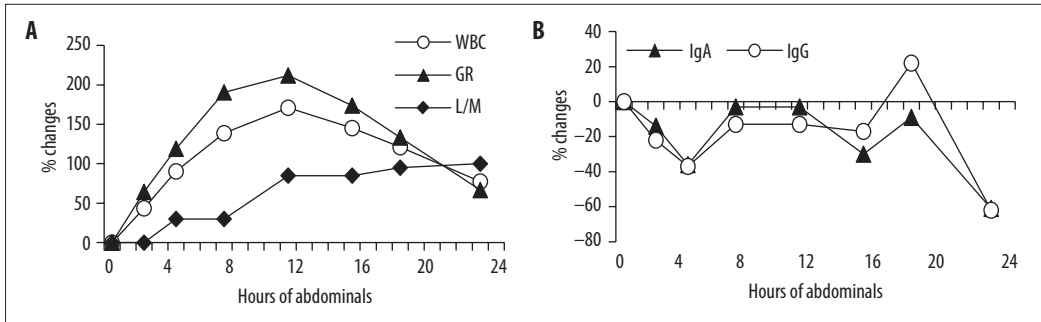 A
250
200
150
100
50
0
% changes
0 4 8 12 16 20 24
Hours of abdominals
WBC
GR
L/M
B
40
20
0
−20
−40
−60
−80
% changes
IgA IgG
0 4 8 12 16 20 24
Hours of abdominals